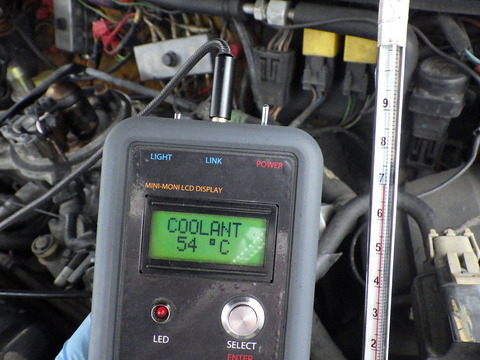 LIGHT LINK POWER
MINI-MONI LCD DISPLAY
COOLANT
54 °C
LED SELECT
ENTER
9
8
7
6
5
4
3
2